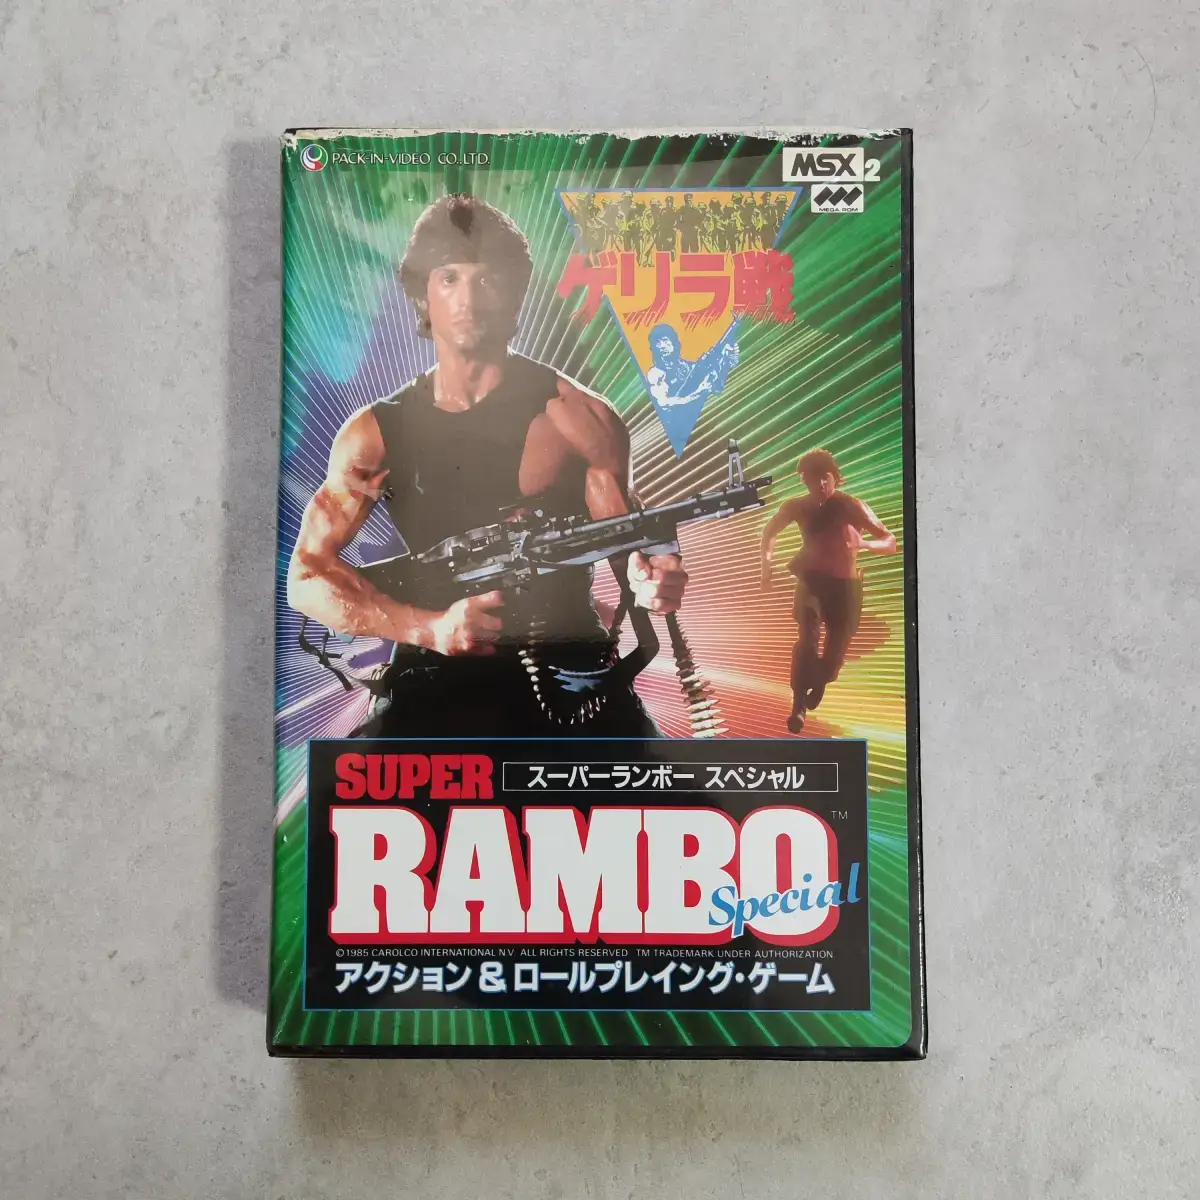 PACK-IN-VIDEO CO.,LTD.
MSX2
MEGA ROM
ゲリラ戦
SUPER
スーパーランボー スペシャル
RAMBO™
Special
©1985 CAROLCO INTERNATIONAL N.V. ALL RIGHTS RESERVED TM TRADEMARK UNDER AUTHORIZATION
アクション&ロールプレイング・ゲーム